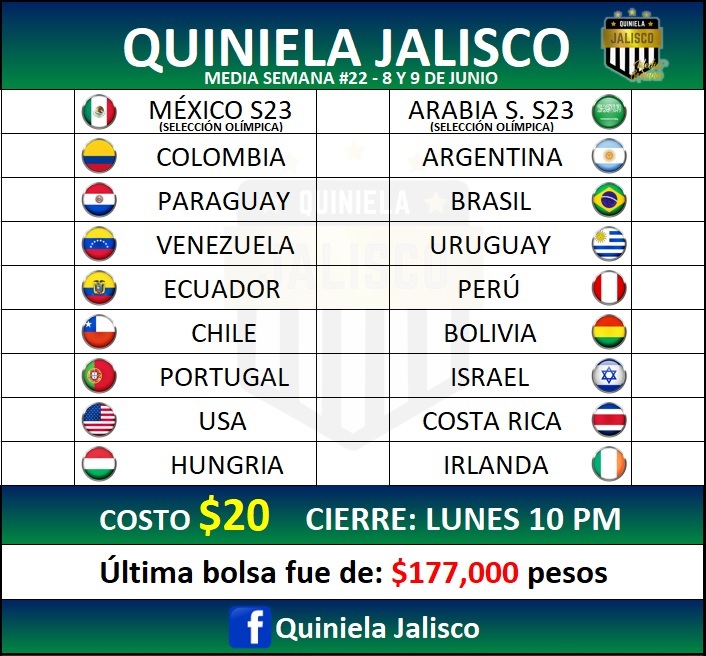 QUINIELA JALISCO
QUINIELA
JALISCO
MEDIA SEMANA #22 - 8 Y 9 DE JUNIO
MÉXICO S23 ARABIA S. S23
(SELECCIÓN OLÍMPICA) (SELECCIÓN OLÍMPICA)
COLOMBIA ARGENTINA
PARAGUAY BRASIL
QUINIELA
VENEZUELA URUGUAY
JALISCO
ECUADOR PERÚ
CHILE BOLIVIA
PORTUGAL ISRAEL
USA COSTA RICA
HUNGRIA IRLANDA
COSTO $20 CIERRE: LUNES 10 PM
Última bolsa fue de: $177,000 pesos
f Quiniela Jalisco